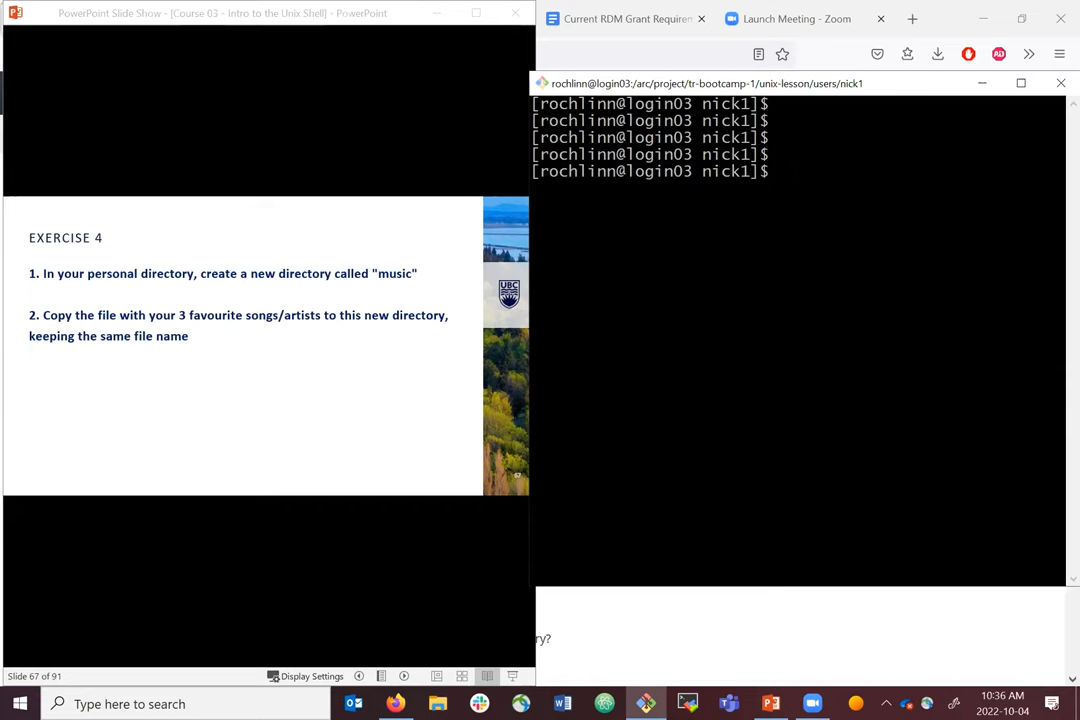 PowerPoint Slide Show - [Course 03 - Intro to the Unix Shell] - PowerPoint
Current RDM Grant Requiren
Launch Meeting - Zoom
rochlinn@login03:/arc/project/tr-bootcamp-1/unix-lesson/users/nick1
[rochlinn@login03 nick1]$
[rochlinn@login03 nick1]$
[rochlinn@login03 nick1]$
[rochlinn@login03 nick1]$
[rochlinn@login03 nick1]$
EXERCISE 4
1. In your personal directory, create a new directory called "music"
2. Copy the file with your 3 favourite songs/artists to this new directory,
keeping the same file name
UBC
67
ry?
Slide 67 of 91
Display Settings
Type here to search
10:36 AM
2022-10-04